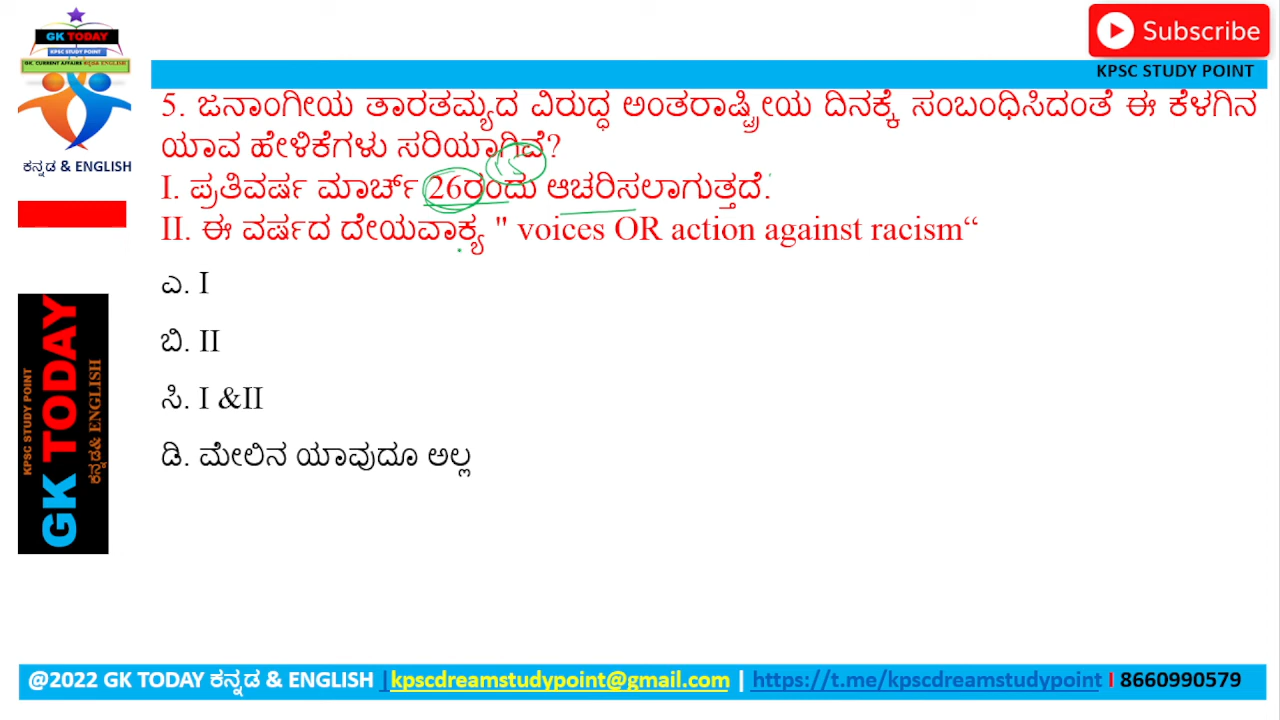 GK TODAY
KPSC STUDY POINT
GK CURRENT AFFAIRS ಕನ್ನಡ ENGLISH
Subscribe
KPSC STUDY POINT
ಕನ್ನಡ & ENGLISH
5. ಜನಾಂಗೀಯ ತಾರತಮ್ಯದ ವಿರುದ್ಧ ಅಂತರಾಷ್ಟ್ರೀಯ ದಿನಕ್ಕೆ ಸಂಬಂಧಿಸಿದಂತೆ ಈ ಕೆಳಗಿನ
ಯಾವ ಹೇಳಿಕೆಗಳು ಸರಿಯಾಗಿವೆ?
15
I. ಪ್ರತಿವರ್ಷ ಮಾರ್ಚ್ 26ರಂದು ಆಚರಿಸಲಾಗುತ್ತದೆ.
II. ಈ ವರ್ಷದ ದೇಯವಾಕ್ಯ " voices OR action against racism“
ಎ. I
ಬಿ. II
ಸಿ. I &II
ಡಿ. ಮೇಲಿನ ಯಾವುದೂ ಅಲ್ಲ
KPSC STUDY POINT
GK TODAY
ಕನ್ನಡ& ENGLISH
@2022 GK TODAY ಕನ್ನಡ & ENGLISH |kpscdreamstudypoint@gmail.com | https://t.me/kpscdreamstudypoint I 8660990579